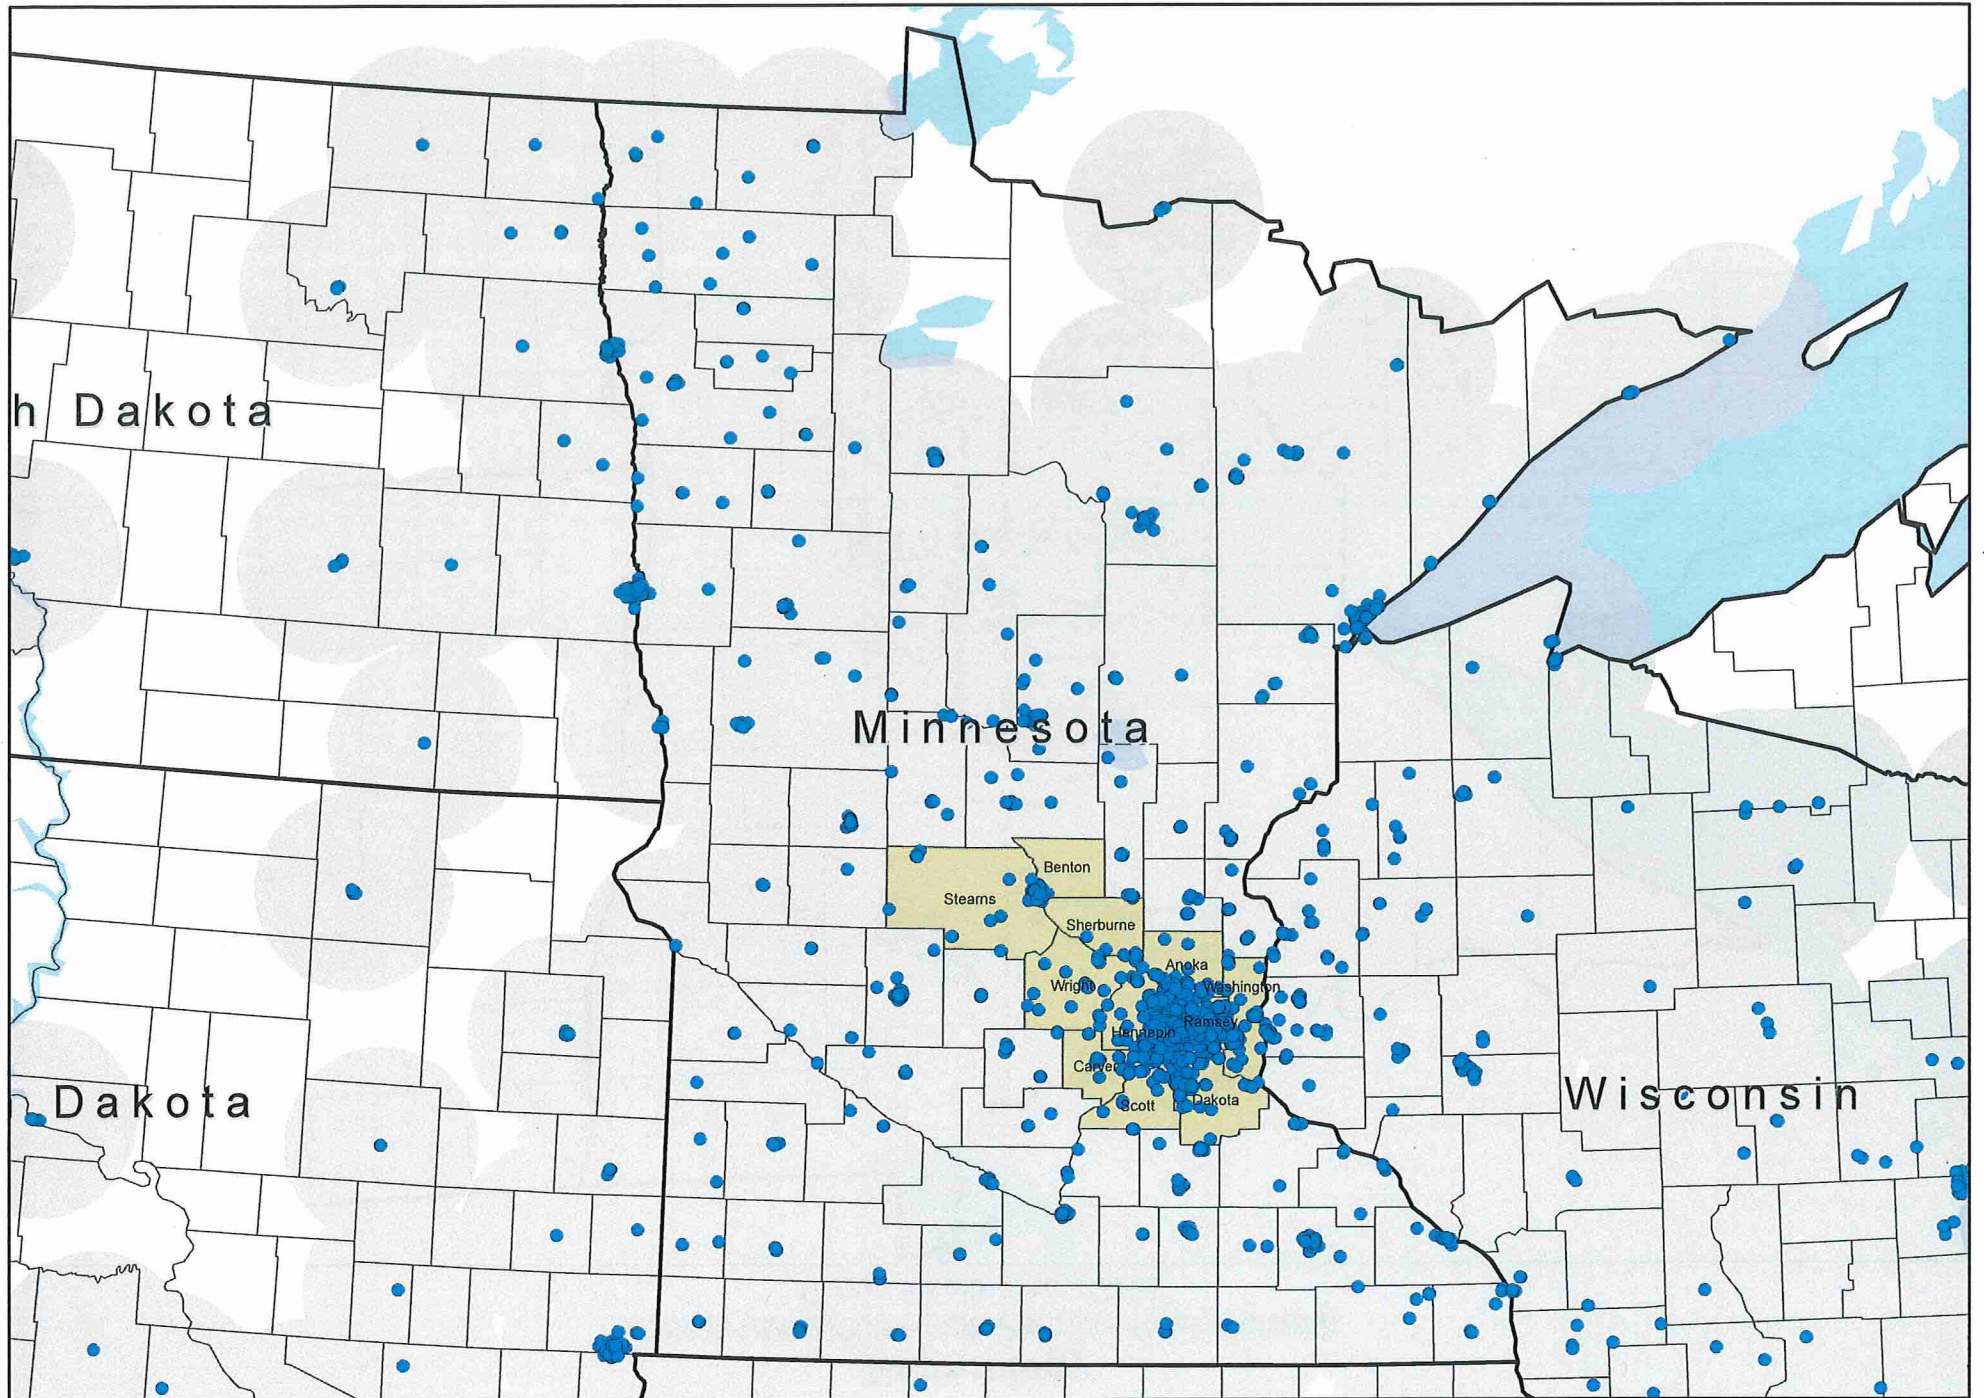 h Dakota
Minnesota
Benton
Stearns
Sherburne
Anoka
Wright
Washington
Ramsey
Hennepin
Carver
Wisconsin
Dakota
Scott
Dakota